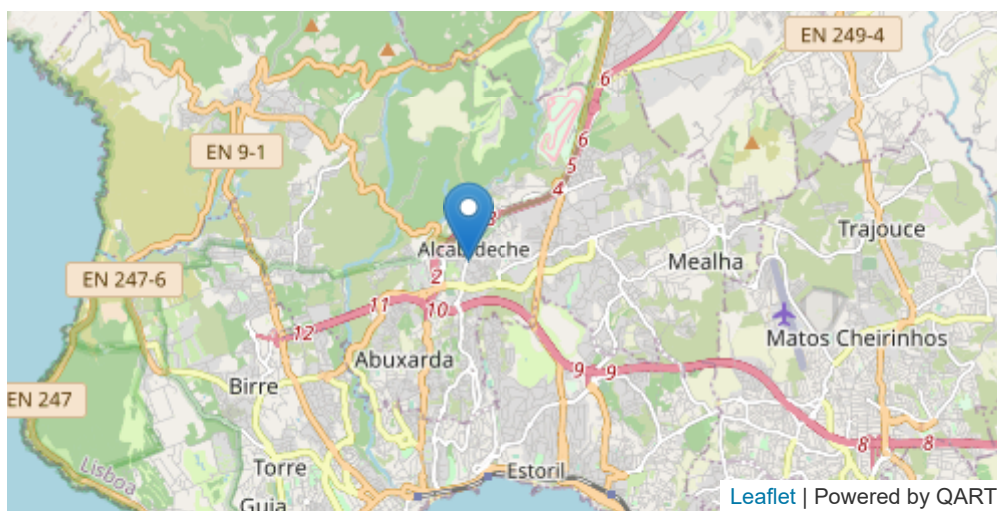 EN 249-4
6
EN 9-1
6
5
4
3
Alcabideche
Trajouce
Mealha
EN 247-6
2
11
10
12
Matos Cheirinhos
Abuxarda
9
9
Birre
EN 247
8
8
Lisboa
Torre
Estoril
Guia
Leaflet | Powered by QART